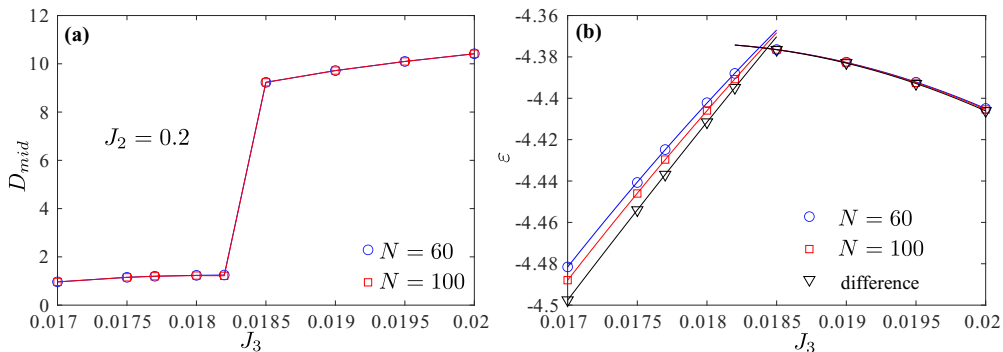 (a)
12
10
8
6
4
2
0
D_mid
J_2 = 0.2
N = 60
N = 100
0.017 0.0175 0.018 0.0185 0.019 0.0195 0.02
J_3
(b)
-4.36
-4.38
-4.4
-4.42
-4.44
-4.46
-4.48
-4.5
ε
N = 60
N = 100
difference
0.017 0.0175 0.018 0.0185 0.019 0.0195 0.02
J_3